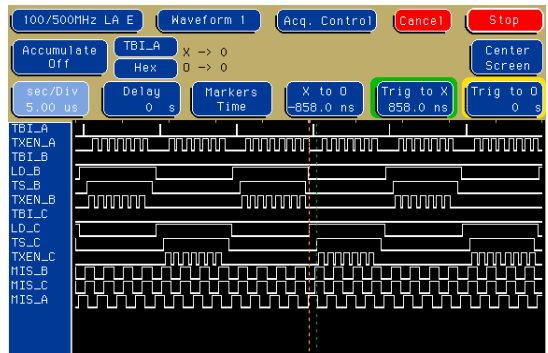 100/500MHz LA E
Waveform 1
Acq. Control
Cancel
Stop
Accumulate
Off
TBI_A
X -> 0
Hex
0 -> 0
Center
Screen
sec/Div
5.00 us
Delay
0 s
Markers
Time
X to O
-858.0 ns
Trig to X
858.0 ns
Trig to O
0 s
TBI_A
TXEN_A
TBI_B
LD_B
TS_B
TXEN_B
TBI_C
LD_C
TS_C
TXEN_C
MIS_B
MIS_C
MIS_A